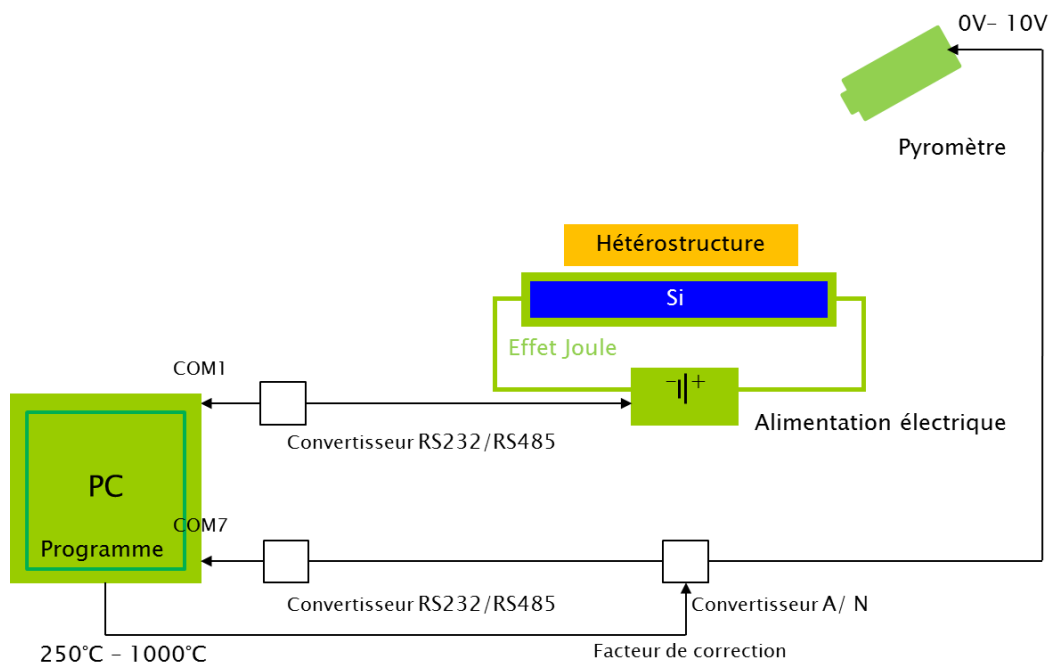 0V– 10V
Pyromètre
Hétérostructure
Si
Effet Joule
COM1
– +
Alimentation électrique
Convertisseur RS232/RS485
PC
COM7
Programme
Convertisseur RS232/RS485
Convertisseur A/ N
250°C – 1000°C
Facteur de correction